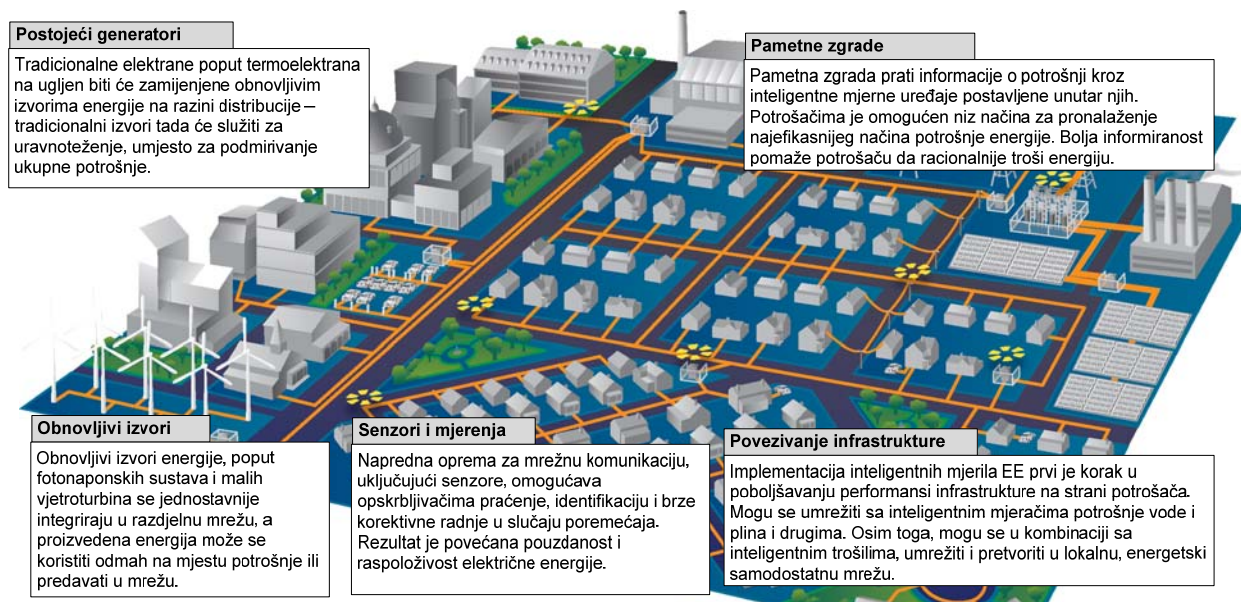 Postojeći generatori
Tradicionalne elektrane poput termoelektrana
na ugljen biti će zamijenjene obnovljivim
izvorima energije na razini distribucije –
tradicionalni izvori tada će služiti za
uravnoteženje, umjesto za podmirivanje
ukupne potrošnje.
Pametne zgrade
Pametna zgrada prati informacije o potrošnji kroz
inteligentne mjerne uređaje postavljene unutar njih.
Potrošačima je omogućen niz načina za pronalaženje
najefikasnijeg načina potrošnje energije. Bolja informiranost
pomaže potrošaču da racionalnije troši energiju.
Obnovljivi izvori
Obnovljivi izvori energije, poput
fotonaponskih sustava i malih
vjetroturbina se jednostavnije
integriraju u razdjelnu mrežu, a
proizvedena energija može se
koristiti odmah na mjestu potrošnje ili
predavati u mrežu.
Senzori i mjerenja
Napredna oprema za mrežnu komunikaciju,
uključujući senzore, omogućava
opskrbljivačima praćenje, identifikaciju i brze
korektivne radnje u slučaju poremećaja.
Rezultat je povećana pouzdanost i
raspoloživost električne energije.
Povezivanje infrastrukture
Implementacija inteligentnih mjerila EE prvi je korak u
poboljšavanju performansi infrastrukture na strani potrošača.
Mogu se umrežiti sa inteligentnim mjeračima potrošnje vode i
plina i drugima. Osim toga, mogu se u kombinaciji sa
inteligentnim trošilima, umrežiti i pretvoriti u lokalnu, energetski
samodostatnu mrežu.